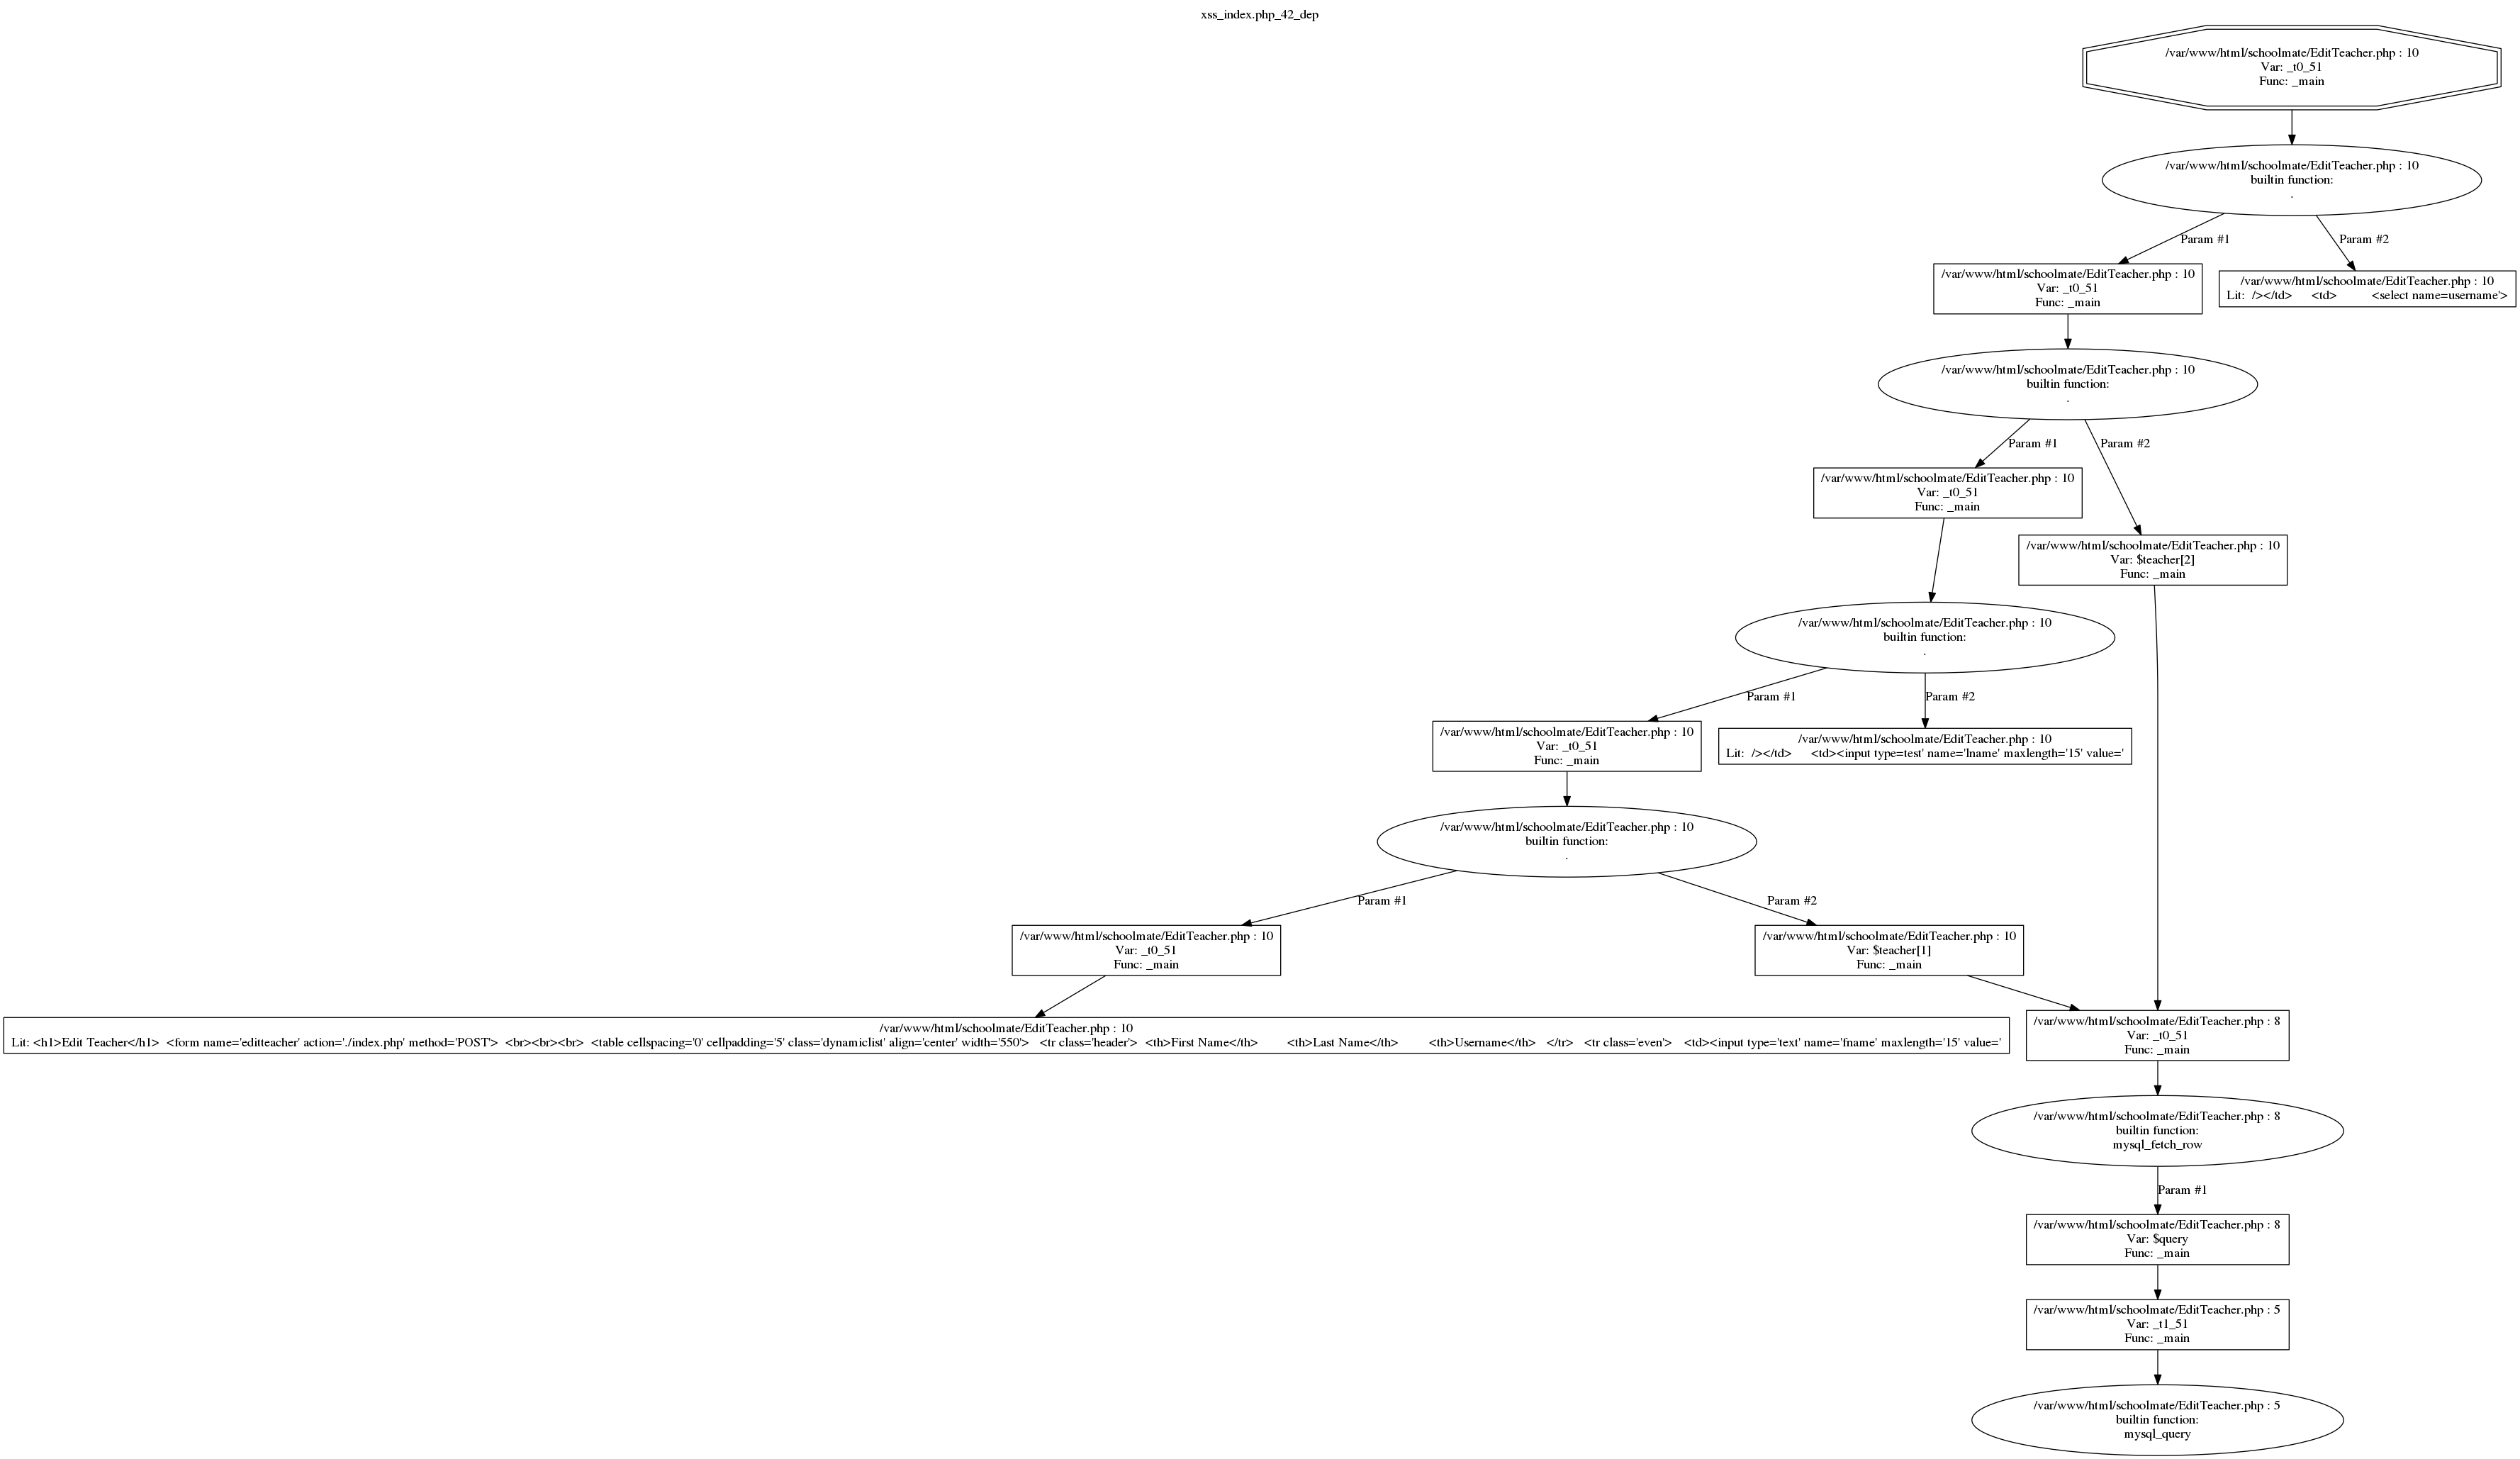 xss_index.php_42_dep
/var/www/html/schoolmate/EditTeacher.php : 10
Var: _t0_51
Func: _main
/var/www/html/schoolmate/EditTeacher.php : 10
builtin function:
.
Param #1
Param #2
/var/www/html/schoolmate/EditTeacher.php : 10
Var: _t0_51
Func: _main
/var/www/html/schoolmate/EditTeacher.php : 10
Lit:  /></td>      <td>           <select name=username'>
/var/www/html/schoolmate/EditTeacher.php : 10
builtin function:
.
Param #1
Param #2
/var/www/html/schoolmate/EditTeacher.php : 10
Var: _t0_51
Func: _main
/var/www/html/schoolmate/EditTeacher.php : 10
Var: $teacher[2]
Func: _main
/var/www/html/schoolmate/EditTeacher.php : 10
builtin function:
.
Param #1
Param #2
/var/www/html/schoolmate/EditTeacher.php : 10
Var: _t0_51
Func: _main
/var/www/html/schoolmate/EditTeacher.php : 10
Lit:  /></td>      <td><input type=test' name='lname' maxlength='15' value='
/var/www/html/schoolmate/EditTeacher.php : 10
builtin function:
.
Param #1
Param #2
/var/www/html/schoolmate/EditTeacher.php : 10
Var: _t0_51
Func: _main
/var/www/html/schoolmate/EditTeacher.php : 10
Var: $teacher[1]
Func: _main
/var/www/html/schoolmate/EditTeacher.php : 10
Lit: <h1>Edit Teacher</h1>  <form name='editteacher' action='./index.php' method='POST'>  <br><br><br>  <table cellspacing='0' cellpadding='5' class='dynamiclist' align='center' width='550'>   <tr class='header'>  <th>First Name</th>        <th>Last Name</th>        <th>Username</th>   </tr>   <tr class='even'>   <td><input type='text' name='fname' maxlength='15' value='
/var/www/html/schoolmate/EditTeacher.php : 8
Var: _t0_51
Func: _main
/var/www/html/schoolmate/EditTeacher.php : 8
builtin function:
mysql_fetch_row
Param #1
/var/www/html/schoolmate/EditTeacher.php : 8
Var: $query
Func: _main
/var/www/html/schoolmate/EditTeacher.php : 5
Var: _t1_51
Func: _main
/var/www/html/schoolmate/EditTeacher.php : 5
builtin function:
mysql_query